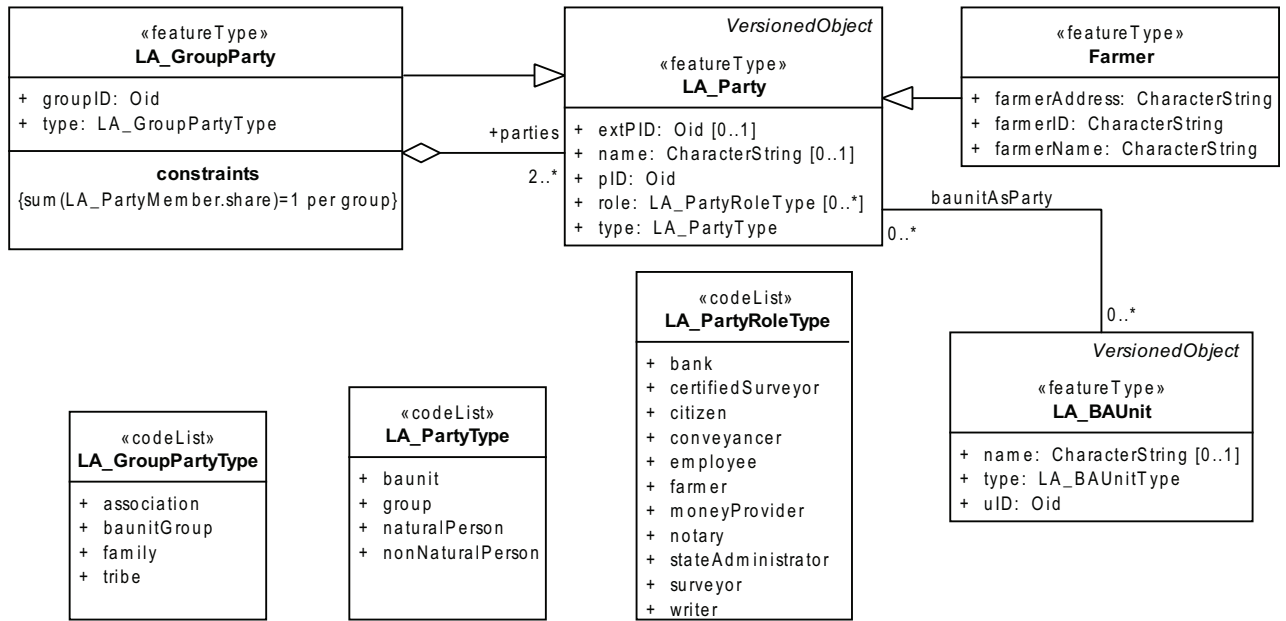 «featureType»
LA_GroupParty
+ groupID: Oid
+ type: LA_GroupPartyType
constraints
{sum(LA_PartyMember.share)=1 per group}
+parties
2..*
VersionedObject
«featureType»
LA_Party
+ extPID: Oid [0..1]
+ name: CharacterString [0..1]
+ pID: Oid
+ role: LA_PartyRoleType [0..*]
+ type: LA_PartyType
«featureType»
Farmer
+ farmerAddress: CharacterString
+ farmerID: CharacterString
+ farmerName: CharacterString
baunitAsParty
0..*
0..*
VersionedObject
«featureType»
LA_BAUnit
+ name: CharacterString [0..1]
+ type: LA_BAUnitType
+ uID: Oid
«codeList»
LA_GroupPartyType
+ association
+ baunitGroup
+ family
+ tribe
«codeList»
LA_PartyType
+ baunit
+ group
+ naturalPerson
+ nonNaturalPerson
«codeList»
LA_PartyRoleType
+ bank
+ certifiedSurveyor
+ citizen
+ conveyancer
+ employee
+ farmer
+ moneyProvider
+ notary
+ stateAdministrator
+ surveyor
+ writer